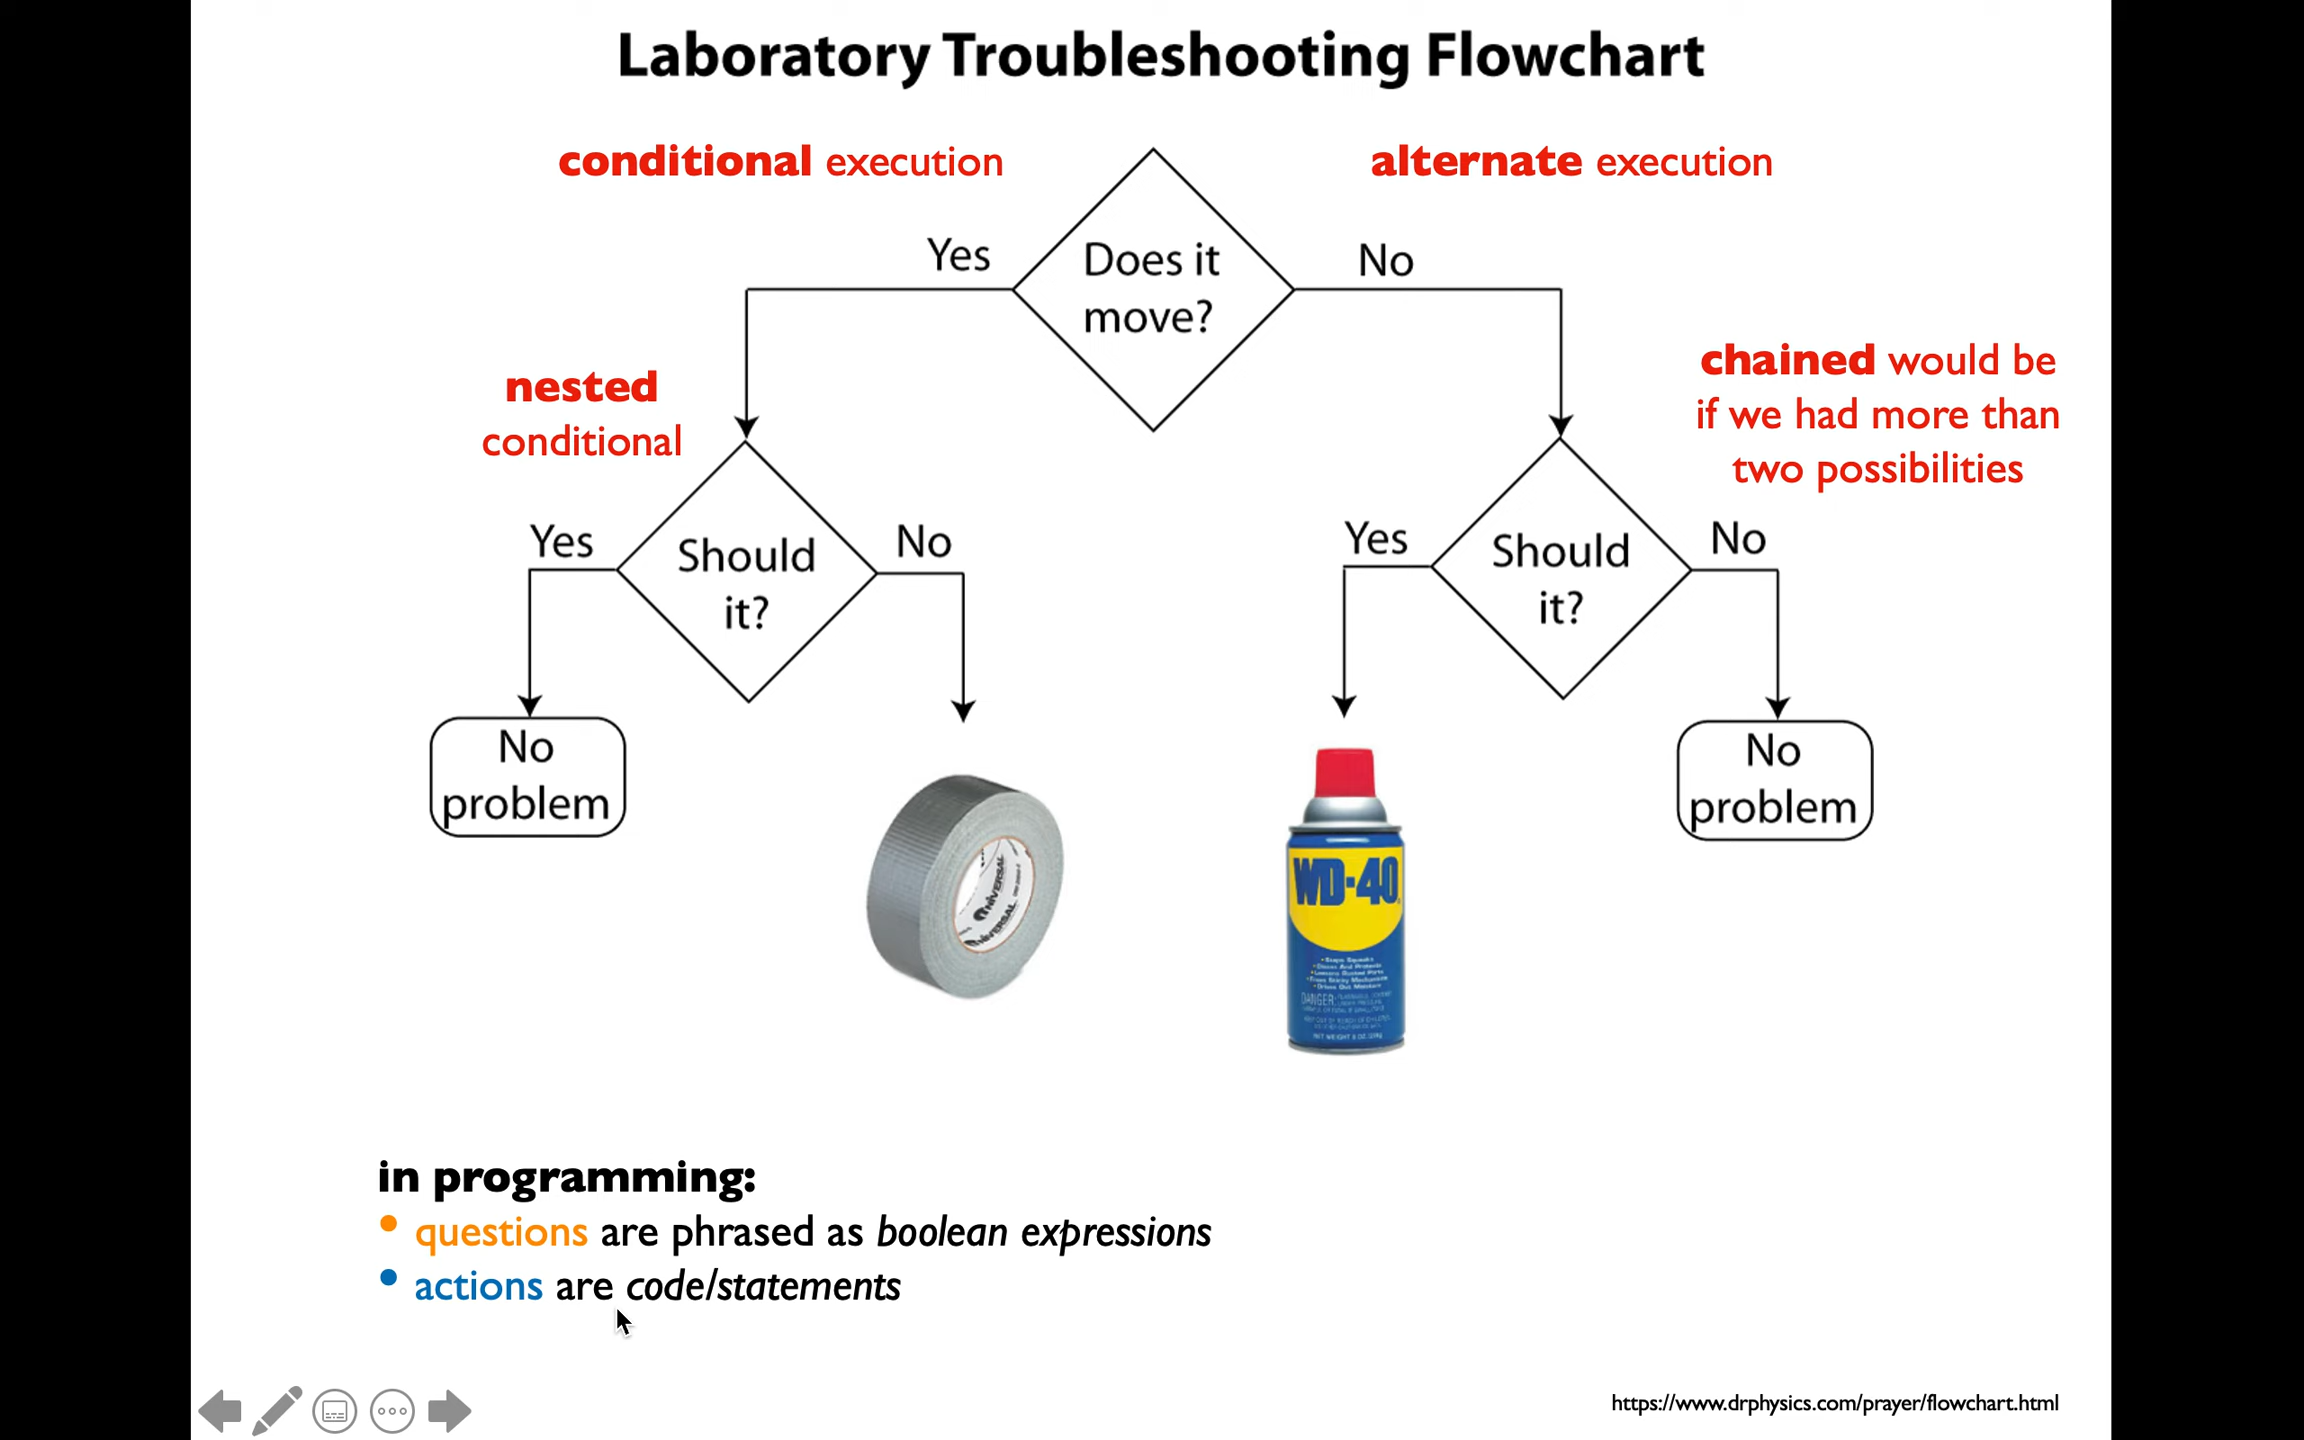 Laboratory Troubleshooting Flowchart
conditional execution
alternate execution
Does it
move?
Yes
No
nested
conditional
chained would be
if we had more than
two possibilities
Should
it?
Yes
No
Should
it?
Yes
No
No
problem
UNIVERSAL
UNIVERSAL
WD-40
DANGER:
No
problem
in programming:
• questions are phrased as boolean expressions
• actions are code/statements
https://www.drphysics.com/prayer/flowchart.html